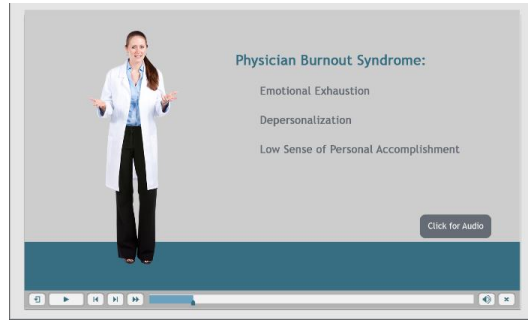 Physician Burnout Syndrome:
Emotional Exhaustion
Depersonalization
Low Sense of Personal Accomplishment
Click for Audio